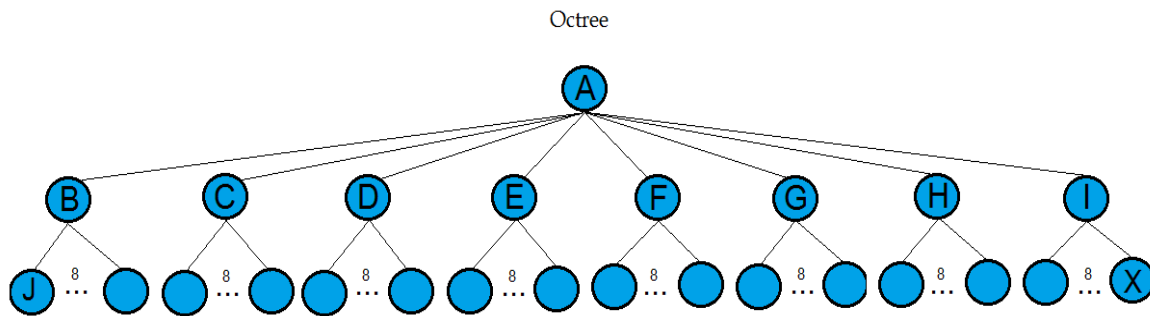 Octree
A
B C D E F G H I
J 8 ... 8 ... 8 ... 8 ... 8 ... 8 ... 8 ... 8 ... X